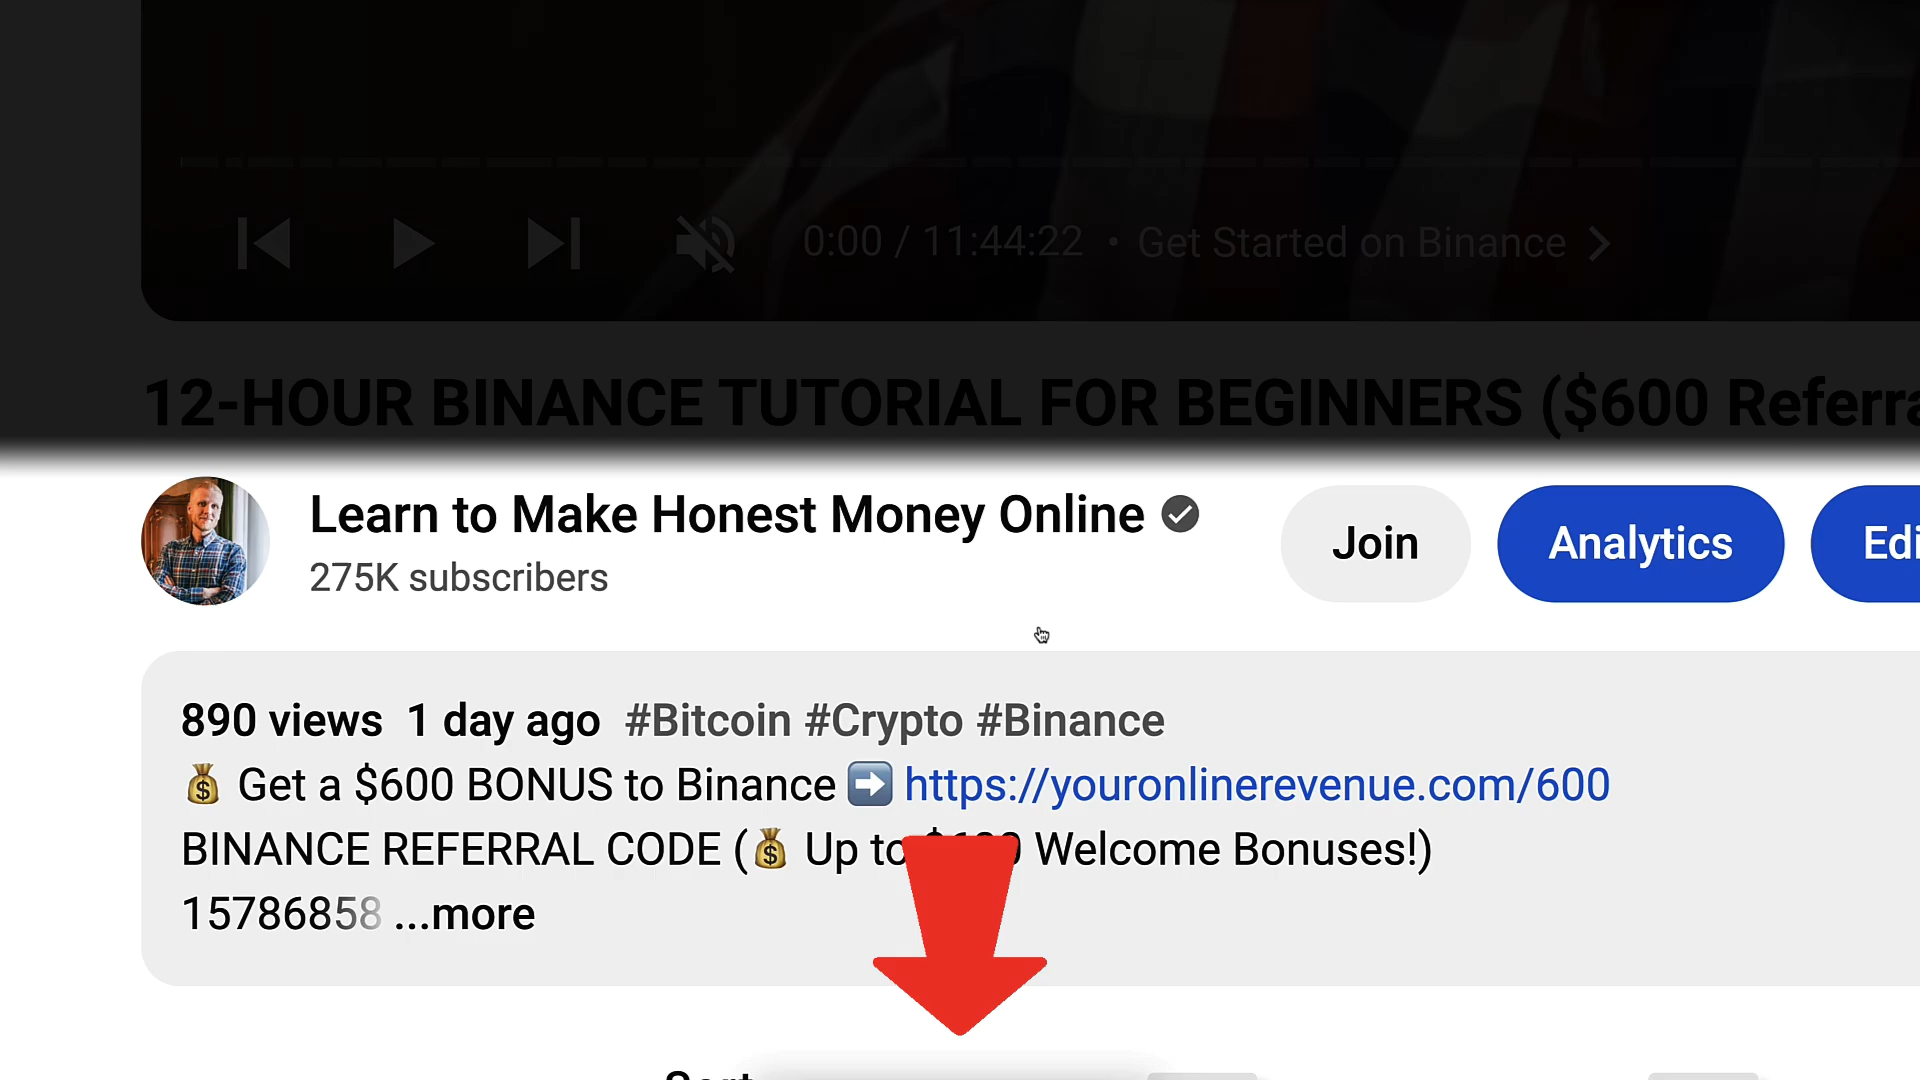 0:00 / 11:44:22 • Get Started on Binance
12-HOUR BINANCE TUTORIAL FOR BEGINNERS ($600
Learn to Make Honest Money Online
275K subscribers
Join
Analytics
890 views 1 day ago #Bitcoin #Crypto #Binance
💰 Get a $600 BONUS to Binance ➡️ https://youronlinerevenue.com/600
BINANCE REFERRAL CODE (💰 Up to Welcome Bonuses!)
15786858 ...more